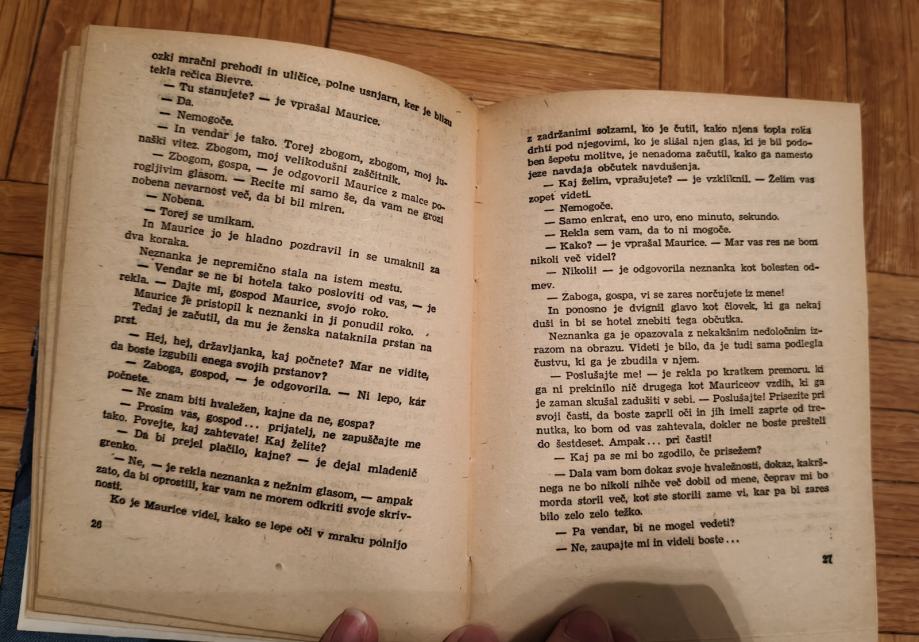 ozki mračni prehodi in uličice, polne usnjarn, ker je blizu
tekla rečica Bievre.
— Tu stanujete? — je vprašal Maurice.
— Da.
— Nemogoče.
— In vendar je tako. Torej zbogom, zbogom, moj ju-
naški vitez. Zbogom, moj velikodušni zaščitnik.
— Zbogom, gospa, — je odgovoril Maurice z malce po-
rogljivim glasom. — Recite mi samo še, da vam ne grozi
nobena nevarnost več, da bi bil miren.
— Nobena.
— Torej se umikam.
In Maurice jo je hladno pozdravil in se umaknil za
dva koraka.
Neznanka je nepremično stala na istem mestu.
— Vendar se ne bi hotela tako posloviti od vas, — je
rekla. — Dajte mi, gospod Maurice, svojo roko.
Maurice je pristopil k neznanki in ji ponudil roko.
Tedaj je začutil, da mu je ženska nataknila prstan na
prst.
— Hej, hej, državljanka, kaj počnete? Mar ne vidite,
da boste izgubili enega svojih prstanov?
— Zaboga, gospod, — je odgovorila. — Ni lepo, kar
počnete.
— Ne znam biti hvaležen, kajne da ne, gospa?
— Prosim vas, gospod... prijatelj, ne zapuščajte me
tako. Povejte, kaj zahtevate! Kaj želite?
— Da bi prejel plačilo, kajne? — je dejal mladenič
grenko.
— Ne, — je rekla neznanka z nežnim glasom, — ampak
zato, da bi oprostili, kar vam ne morem odkriti svoje skriv-
nosti.
Ko je Maurice videl, kako se lepe oči v mraku polnijo
26
z zadržanimi solzami, ko je čutil, kako njena topla roka
drhti pod njegovimi, ko je slišal njen glas, ki je bil podo-
ben šepetu molitve, je nenadoma začutil, kako ga namesto
jeze navdaja občutek navdušenja.
— Kaj želim, vprašujete? — je vzkliknil. — Želim vas
zopet videti.
— Nemogoče.
— Samo enkrat, eno uro, eno minuto, sekundo.
— Rekla sem vam, da to ni mogoče.
— Kako? — je vprašal Maurice. — Mar vas res ne bom
nikoli več videl?
— Nikoli! — je odgovorila neznanka kot bolesten od-
mev.
— Zaboga, gospa, vi se zares norčujete iz mene!
In ponosno je dvignil glavo kot človek, ki ga nekaj
duši in bi se hotel znebiti tega občutka.
Neznanka ga je opazovala z nekakšnim nedoločnim iz-
razom na obrazu. Videti je bilo, da je tudi sama podlegla
čustvu, ki ga je zbudila v njem.
— Poslušajte me! — je rekla po kratkem premoru, ki
ga ni prekinilo nič drugega kot Mauriceov vzdih, ki ga
je zaman skušal zadušiti v sebi. — Poslušajte! Prisezite pri
svoji časti, da boste zaprli oči in jih imeli zaprte od tre-
nutka, ko bom od vas zahtevala, dokler ne boste prešteli
do šestdeset. Ampak... pri časti!
— Kaj pa se mi bo zgodilo, če prisežem?
— Dala vam bom dokaz svoje hvaležnosti, dokaz, kakrš-
nega ne bo nikoli nihče več dobil od mene, čeprav mi bo
morda storil več, kot ste storili zame vi, kar pa bi zares
bilo zelo zelo težko.
— Pa vendar, bi ne mogel vedeti?
— Ne, zaupajte mi in videli boste...
27